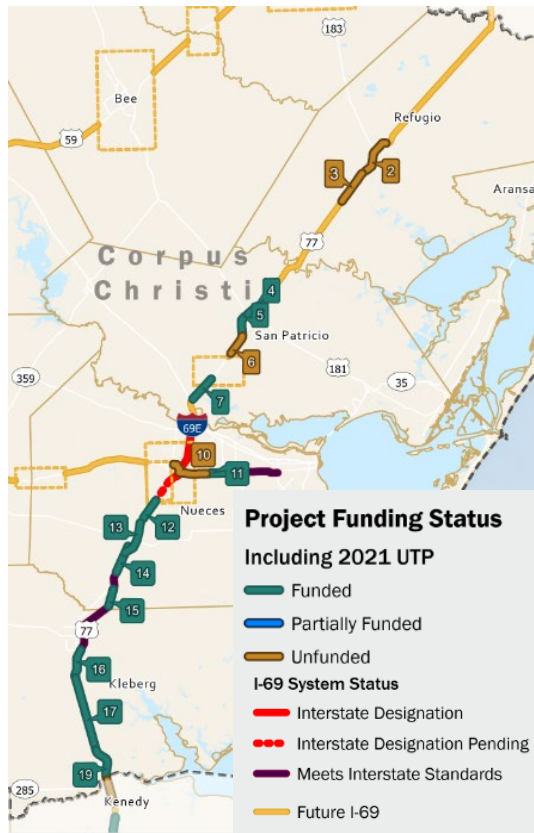 183
Bee
Refugio
59
3
2
Aransa
77
Corpus
Christi
4
5
San Patricio
6
359
181
35
7
69E
10
11
Nueces
13
12
14
15
77
16
Kleberg
17
19
285
Kenedy
Project Funding Status
Including 2021 UTP
Funded
Partially Funded
Unfunded
I-69 System Status
Interstate Designation
Interstate Designation Pending
Meets Interstate Standards
Future I-69